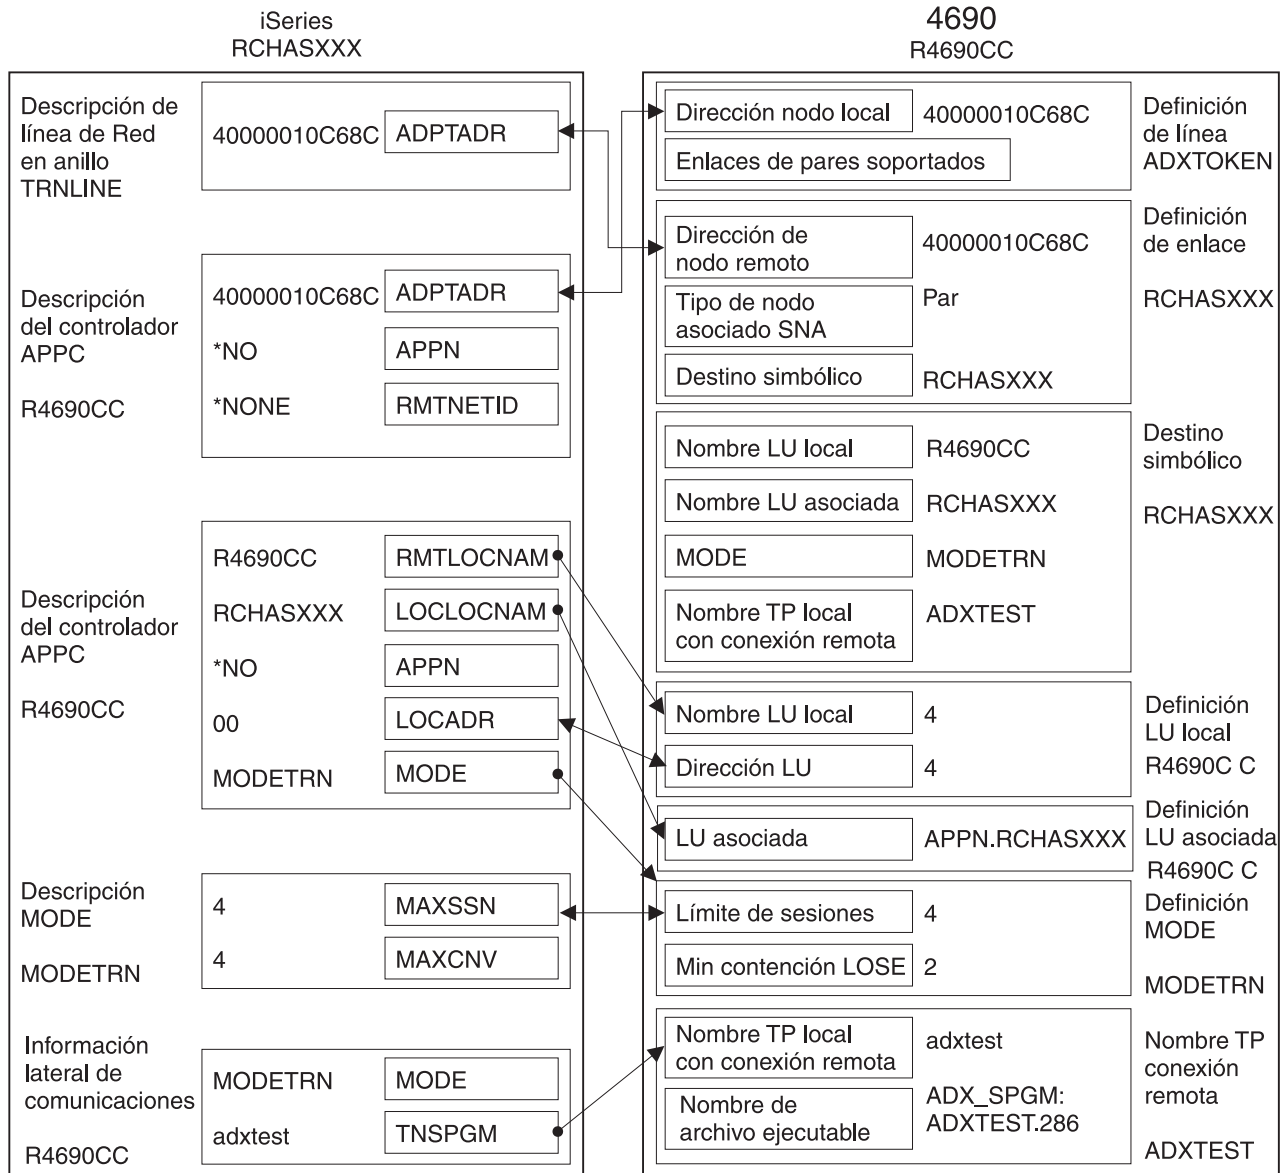 iSeries
RCHASXXX
Descripción de
línea de Red
en anillo
TRNLINE
40000010C68C
ADPTADR
Descripción
del controlador
APPC
R4690CC
40000010C68C
ADPTADR
*NO
APPN
*NONE
RMTNETID
Descripción
del controlador
APPC
R4690CC
R4690CC
RMTLOCNAM
RCHASXXX
LOCLOCNAM
*NO
APPN
00
LOCADR
MODETRN
MODE
Descripción
MODE
MODETRN
4
MAXSSN
4
MAXCNV
Información
lateral de
comunicaciones
R4690CC
MODETRN
MODE
adxtest
TNSPGM
4690
R4690CC
Dirección nodo local
40000010C68C
Enlaces de pares soportados
Definición
de línea
ADXTOKEN
Dirección de
nodo remoto
40000010C68C
Tipo de nodo
asociado SNA
Par
Destino simbólico
RCHASXXX
Definición
de enlace
RCHASXXX
Nombre LU local
R4690CC
Nombre LU asociada
RCHASXXX
MODE
MODETRN
Nombre TP local
con conexión remota
ADXTEST
Destino
simbólico
RCHASXXX
Nombre LU local
4
Dirección LU
4
Definición
LU local
R4690C C
LU asociada
APPN.RCHASXXX
Definición
LU asociada
R4690C C
Límite de sesiones
4
Min contención LOSE
2
Definición
MODE
MODETRN
Nombre TP local
con conexión remota
adxtest
Nombre de
archivo ejecutable
ADX_SPGM:
ADXTEST.286
Nombre TP
conexión
remota
ADXTEST